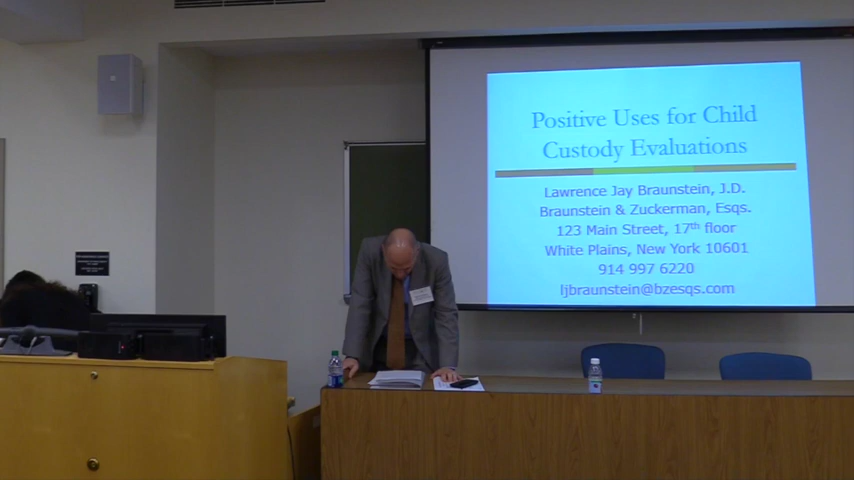 Positive Uses for Child
Custody Evaluations
Lawrence Jay Braunstein, J.D.
Braunstein & Zuckerman, Esqs.
123 Main Street, 17th floor
White Plains, New York 10601
914 997 6220
ljbraunstein@bzesqs.com